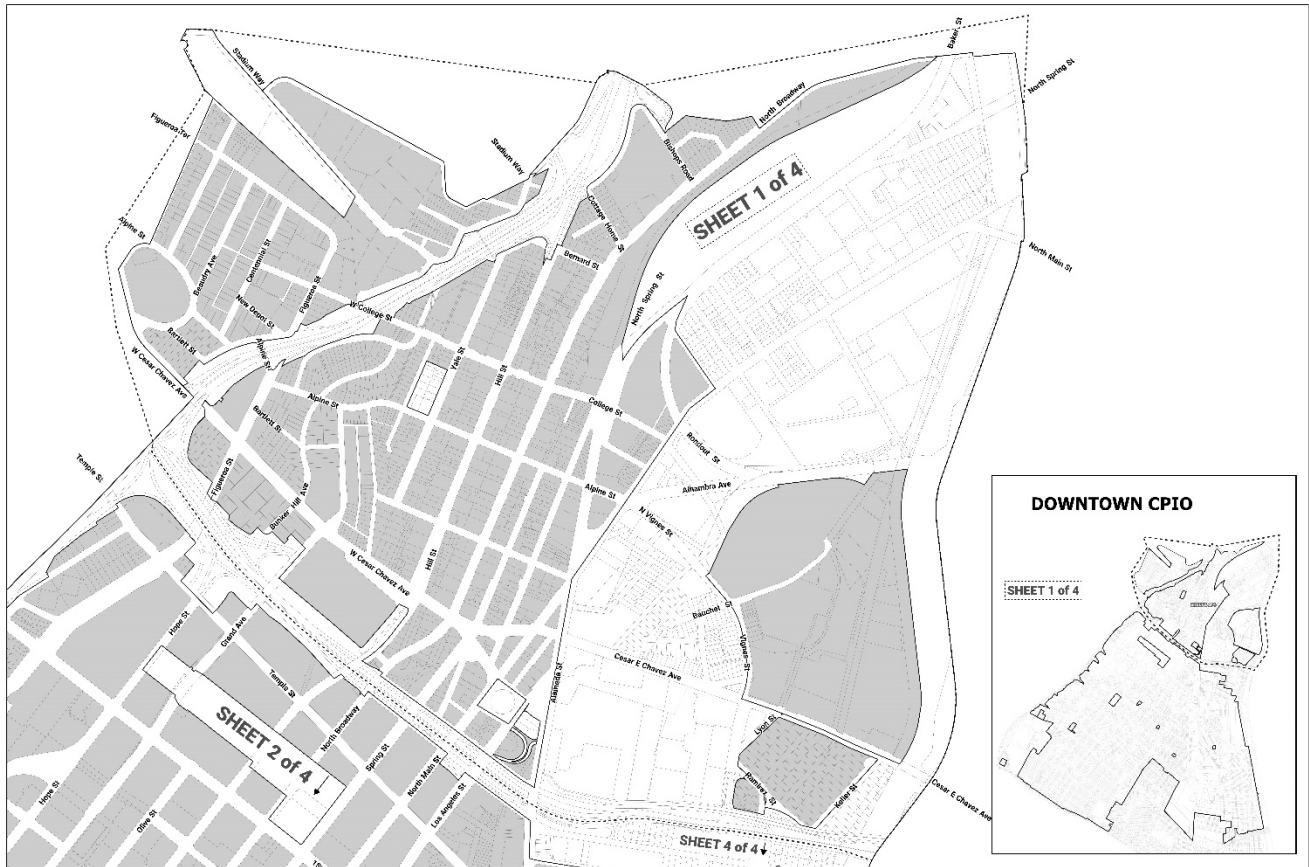 Baker St
Stadium Way
North Spring St
North Broadway
Figueroa Ter
Stadium Way
Bishops Road
SHEET 1 of 4
Cottage Home St
Alpine St
Beaudry Ave
Centennial St
Figueroa St
Bernard St
North Main St
New Depot St
W College St
North Spring St
Bartlett St
Alpine St
Yale St
Hill St
W Cesar Chavez Ave
Alpine St
College St
Bartlett St
Rondout St
Temple St
Figueroa St
Alpine St
Alhambra Ave
Bunker Hill Ave
N Vignes St
DOWNTOWN CPIO
W Cesar Chavez Ave
Hill St
SHEET 1 of 4
Bauchet St
Hope St
Grand Ave
Vignes St
Cesar E Chavez Ave
Alameda St
Temple St
SHEET 2 of 4
North Broadway
Spring St
Lyon St
North Main St
Ramirez St
Keller St
Cesar E Chavez Ave
Hope St
Olive St
Los Angeles St
SHEET 4 of 4